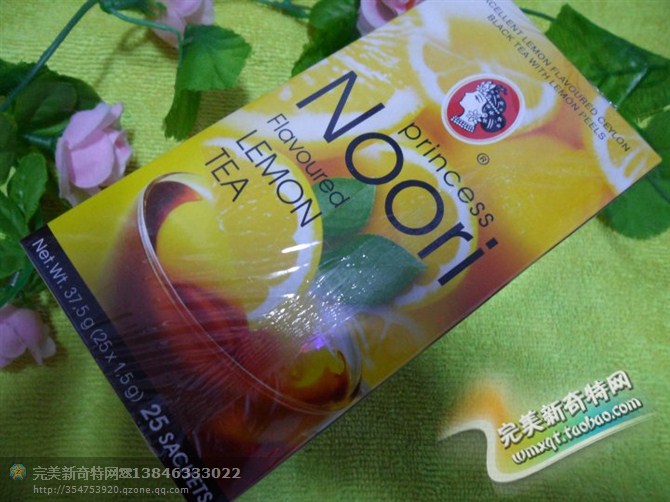 EXCELLENT LEMON FLAVOURED CEYLON
BLACK TEA WITH LEMON PEELS
®
princess
Noori
Flavoured
LEMON
TEA
Net.Wt. 37.5 g (25 x 1.5 g)
25 SACHETS
完美新奇特网
wmxqt.taobao.com
完美新奇特网☎13846333022
http://354753920.qzone.qq.com